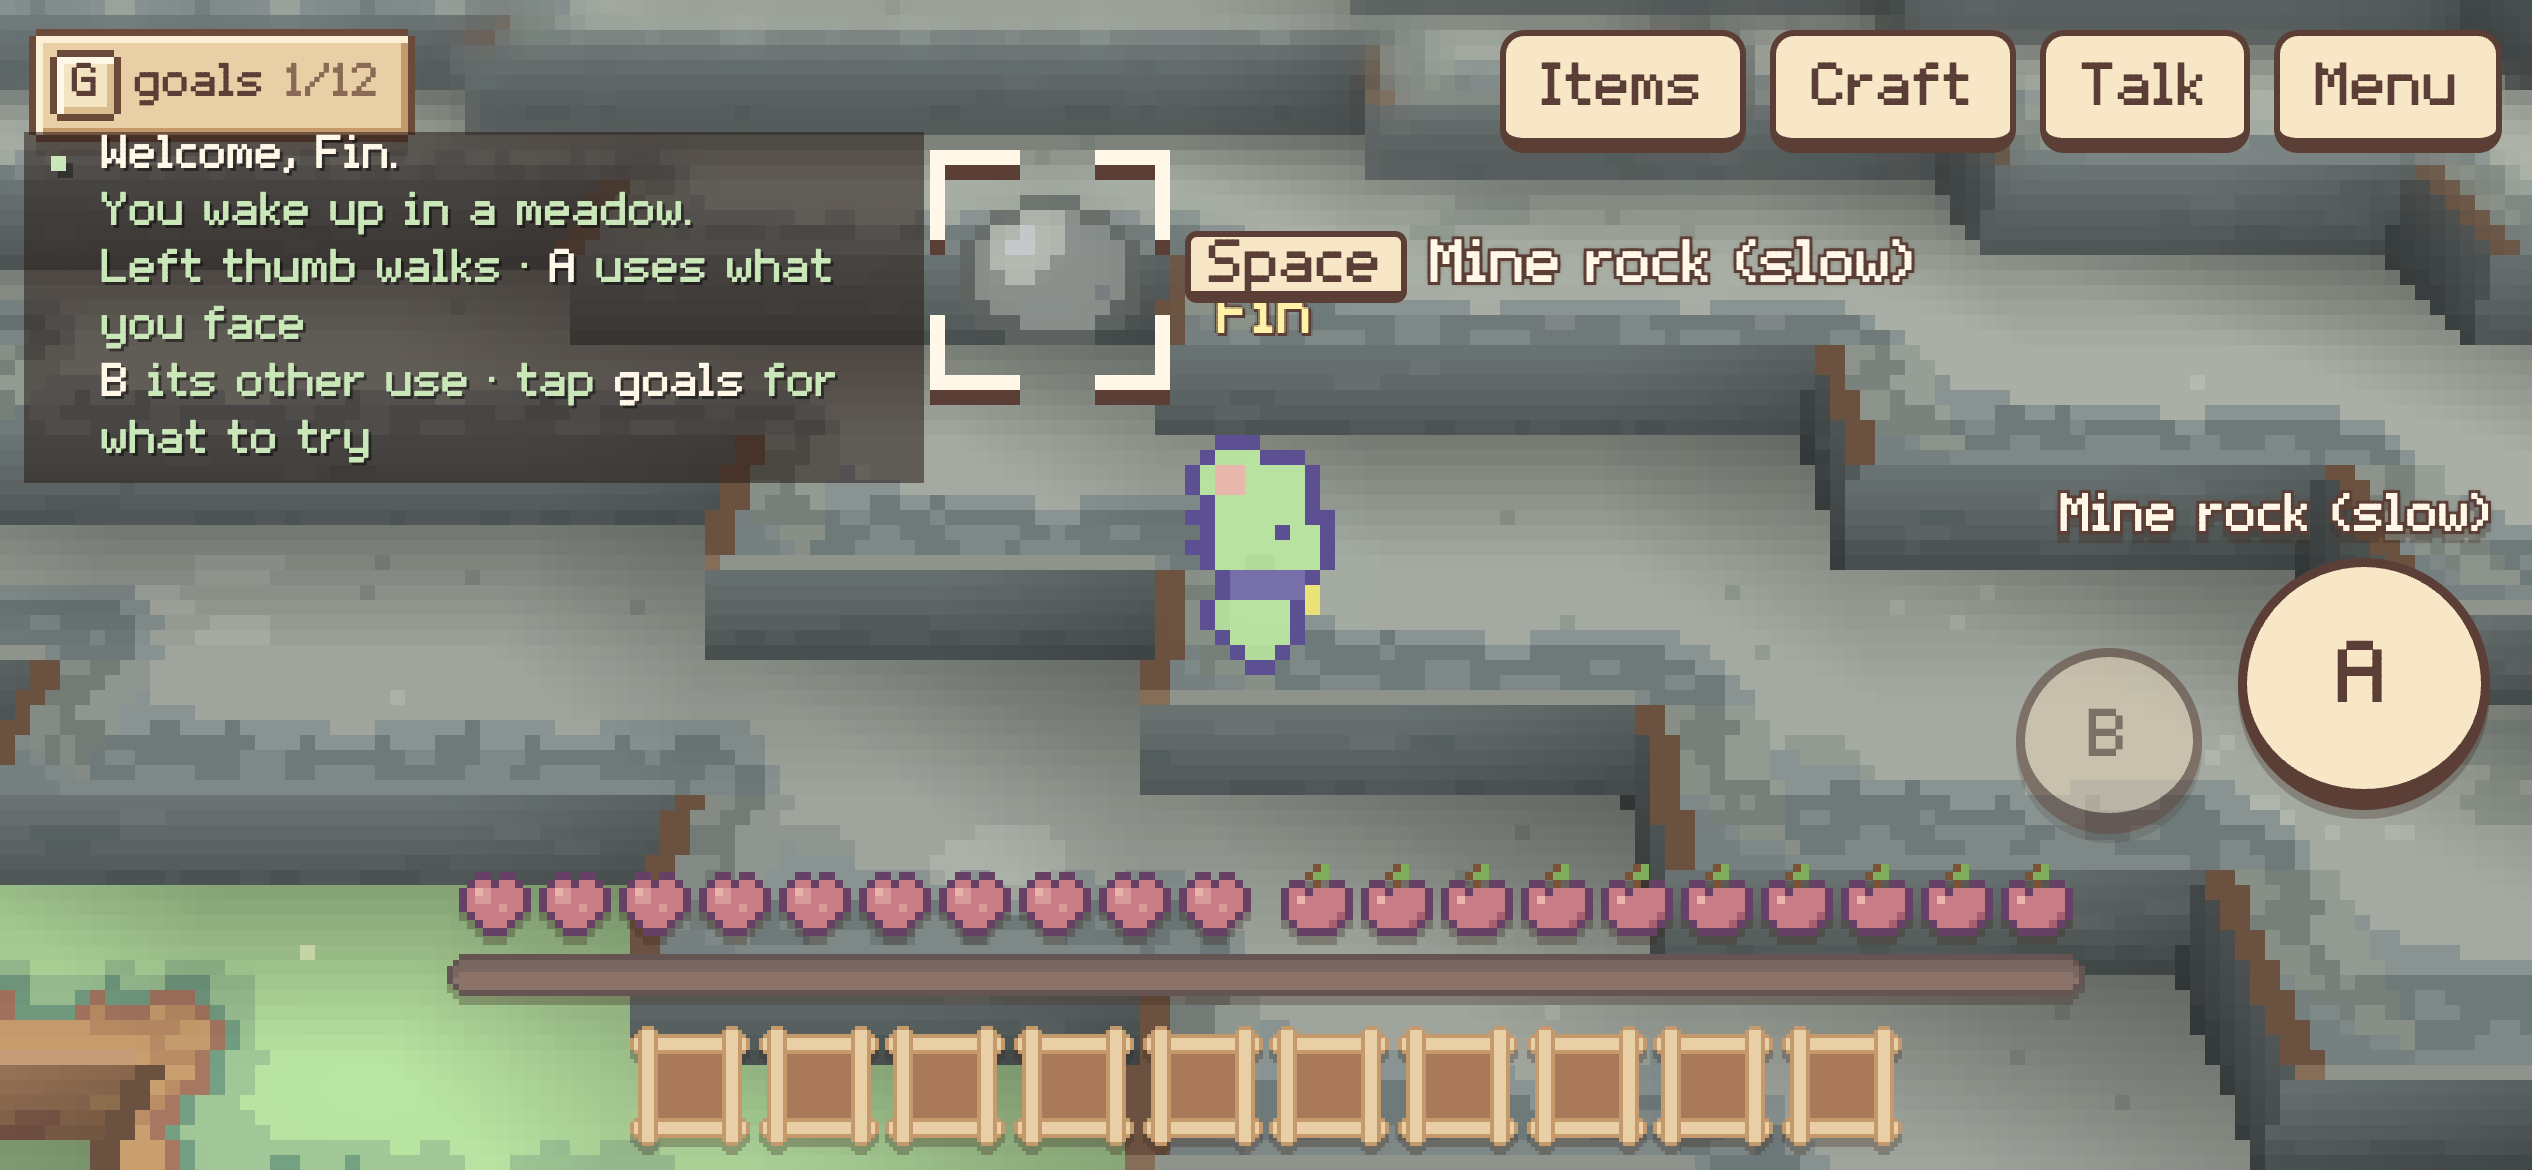 G goals 1/12
Items
Craft
Talk
Menu
Welcome, Fin.
You wake up in a meadow.
Left thumb walks · A uses what
you face
B its other use · tap goals for
what to try
Space Mine rock (slow)
Fin
Mine rock (slow)
A
B